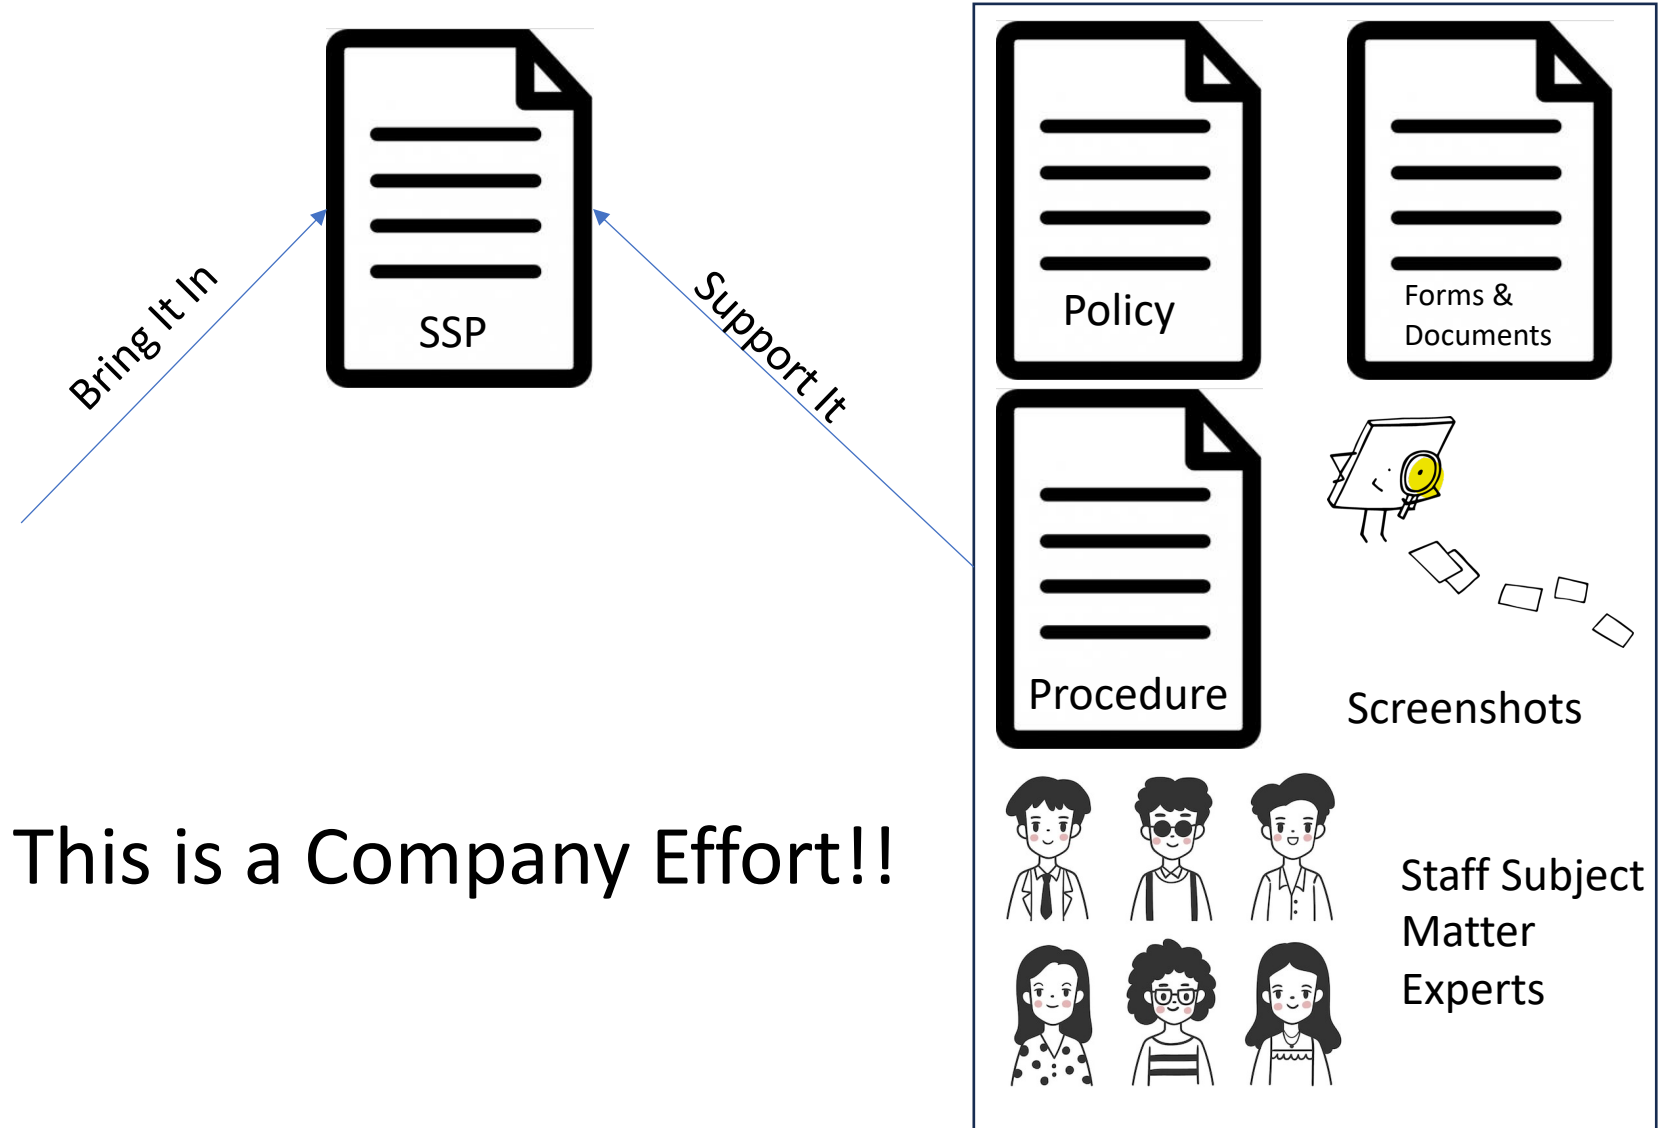 Bring It In
SSP
Support It
Policy
Forms &
Documents
Procedure
Screenshots
This is a Company Effort!!
Staff Subject
Matter
Experts